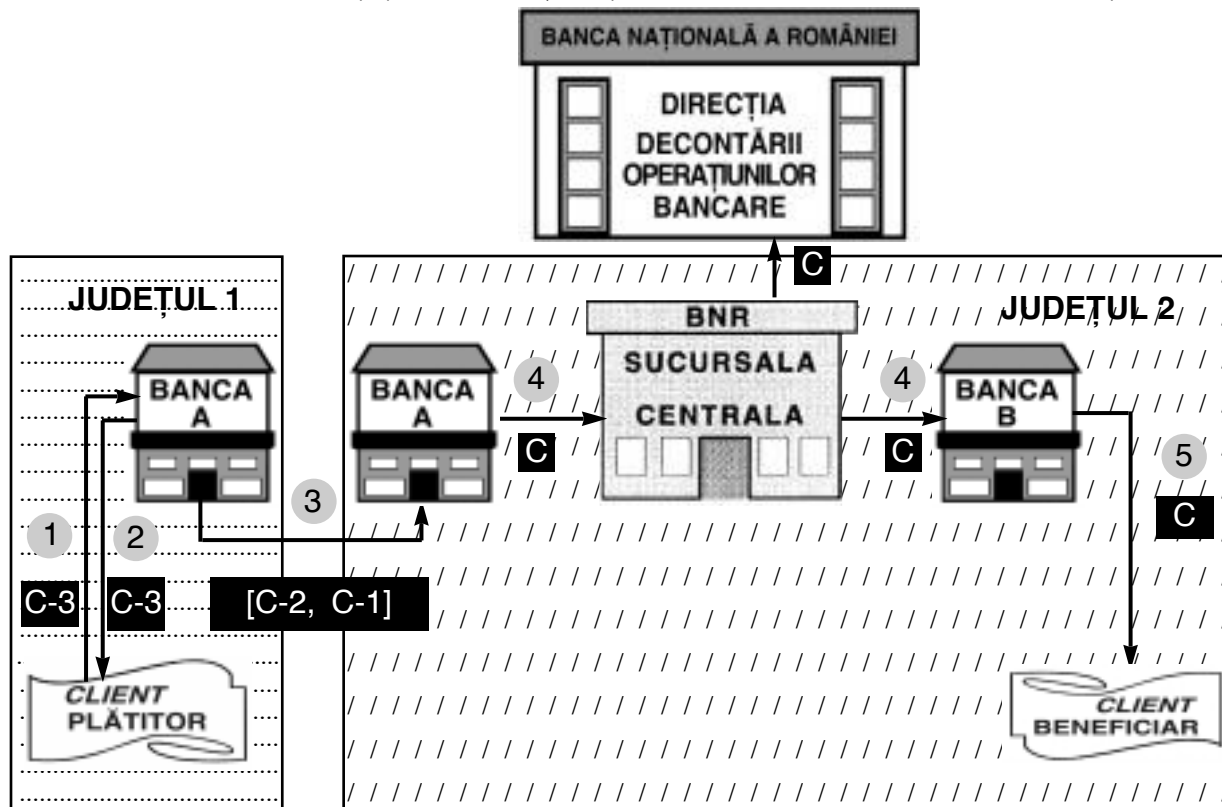 BANCA NAȚIONALĂ A ROMÂNIEI
DIRECȚIA
DECONTĂRII
OPERAȚIUNILOR
BANCARE
C
JUDEȚUL 1
BNR
JUDEȚUL 2
SUCURSALA
CENTRALA
BANCA
A
BANCA
A
BANCA
B
4
4
C
C
5
C
3
1
2
C-3
C-3
[C-2, C-1]
CLIENT
PLĂTITOR
CLIENT
BENEFICIAR